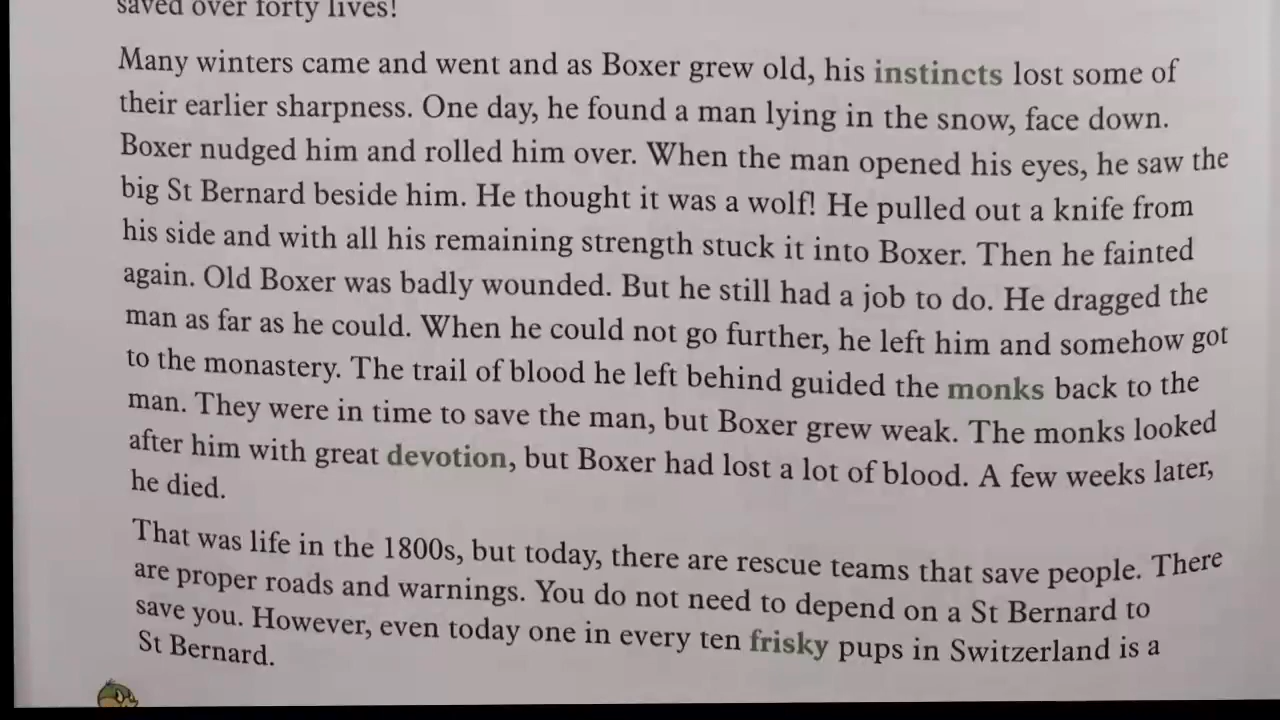 saved over forty lives!
Many winters came and went and as Boxer grew old, his instincts lost some of
their earlier sharpness. One day, he found a man lying in the snow, face down.
Boxer nudged him and rolled him over. When the man opened his eyes, he saw the
big St Bernard beside him. He thought it was a wolf! He pulled out a knife from
his side and with all his remaining strength stuck it into Boxer. Then he fainted
again. Old Boxer was badly wounded. But he still had a job to do. He dragged the
man as far as he could. When he could not go further, he left him and somehow got
to the monastery. The trail of blood he left behind guided the monks back to the
man. They were in time to save the man, but Boxer grew weak. The monks looked
after him with great devotion, but Boxer had lost a lot of blood. A few weeks later,
he died.
That was life in the 1800s, but today, there are rescue teams that save people. There
are proper roads and warnings. You do not need to depend on a St Bernard to
save you. However, even today one in every ten frisky pups in Switzerland is a
St Bernard.